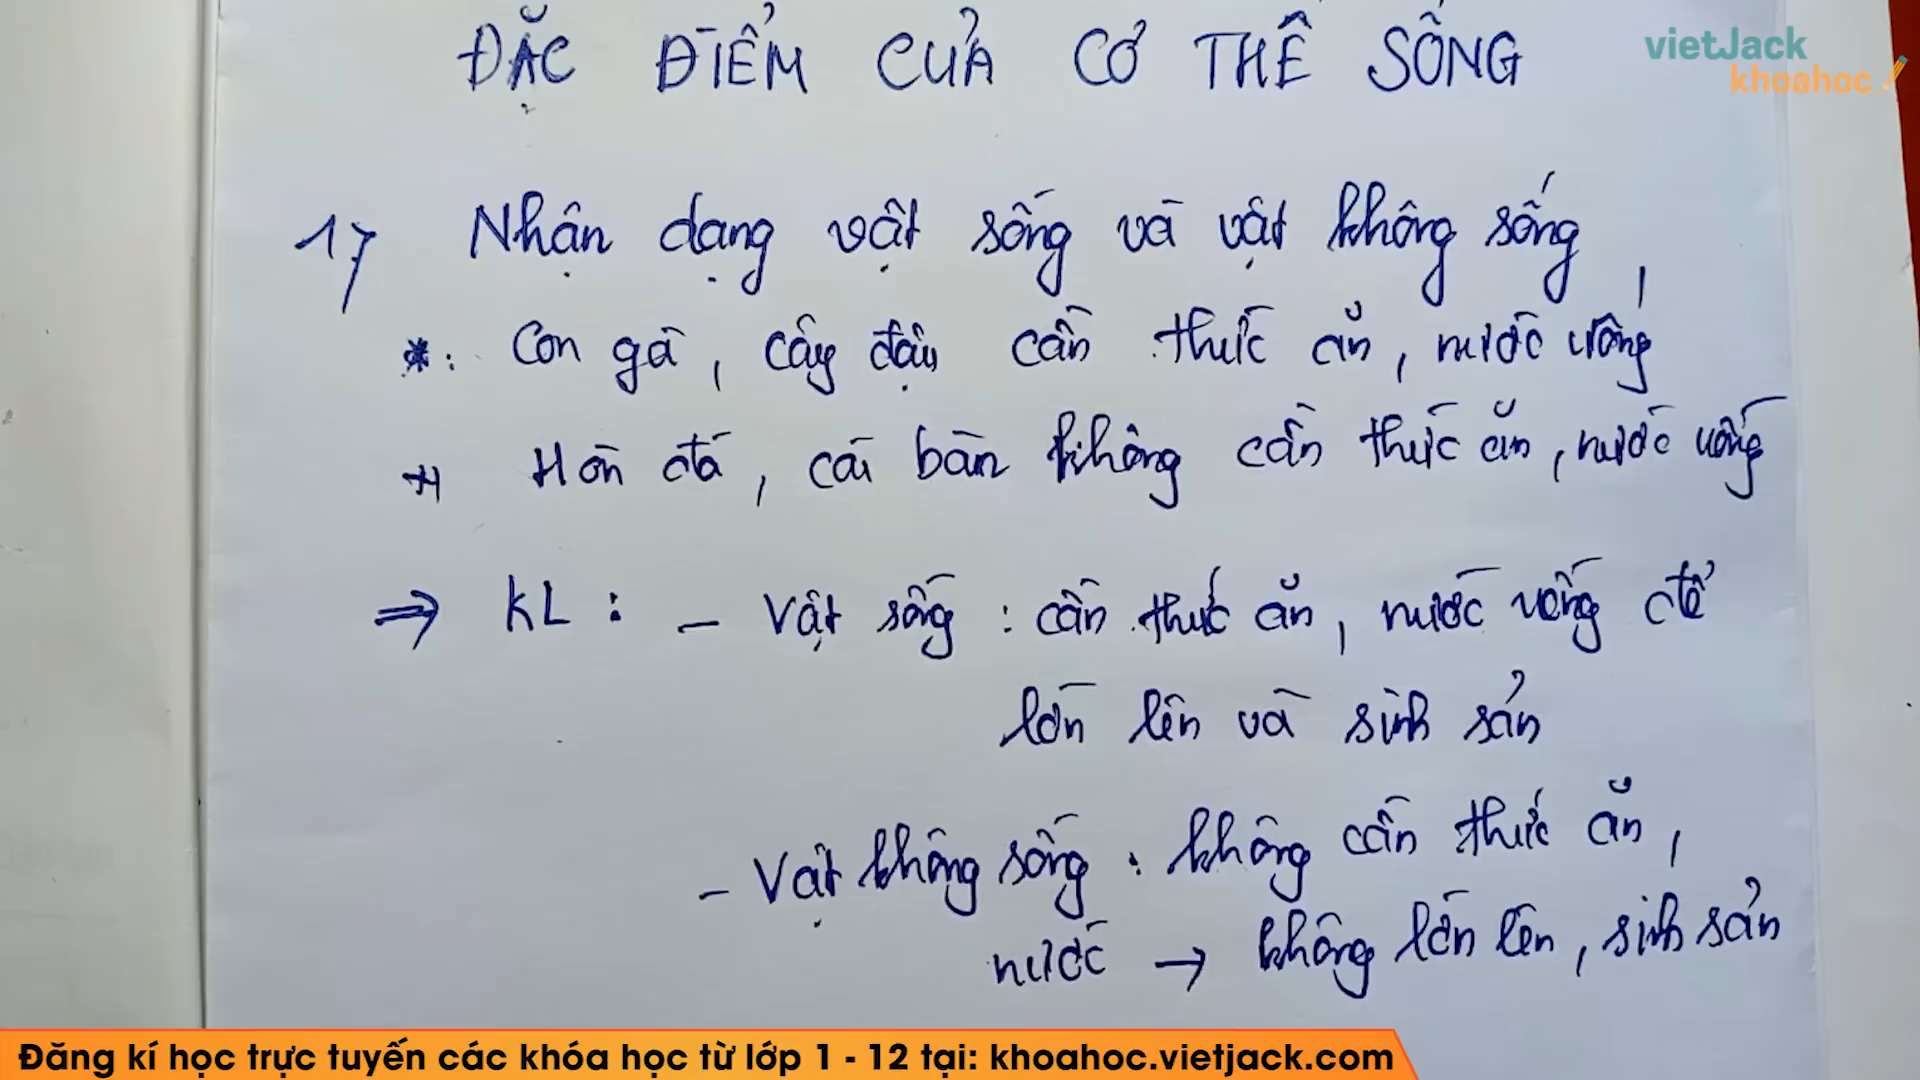 ĐẶC ĐIỂM CỦA CƠ THỂ SỐNG
vietJack
khoahoc
1, Nhận dạng vật sống và vật không sống
*: Con gà, cây đậu cần thức ăn, nước uống
+ Hòn đá, cái bàn không cần thức ăn, nước uống
⇒ KL : - Vật sống : cần thức ăn, nước uống để
lớn lên và sinh sản
- Vật không sống : không cần thức ăn,
nước → không lớn lên, sinh sản
Đăng kí học trực tuyến các khóa học từ lớp 1 - 12 tại: khoahoc.vietjack.com